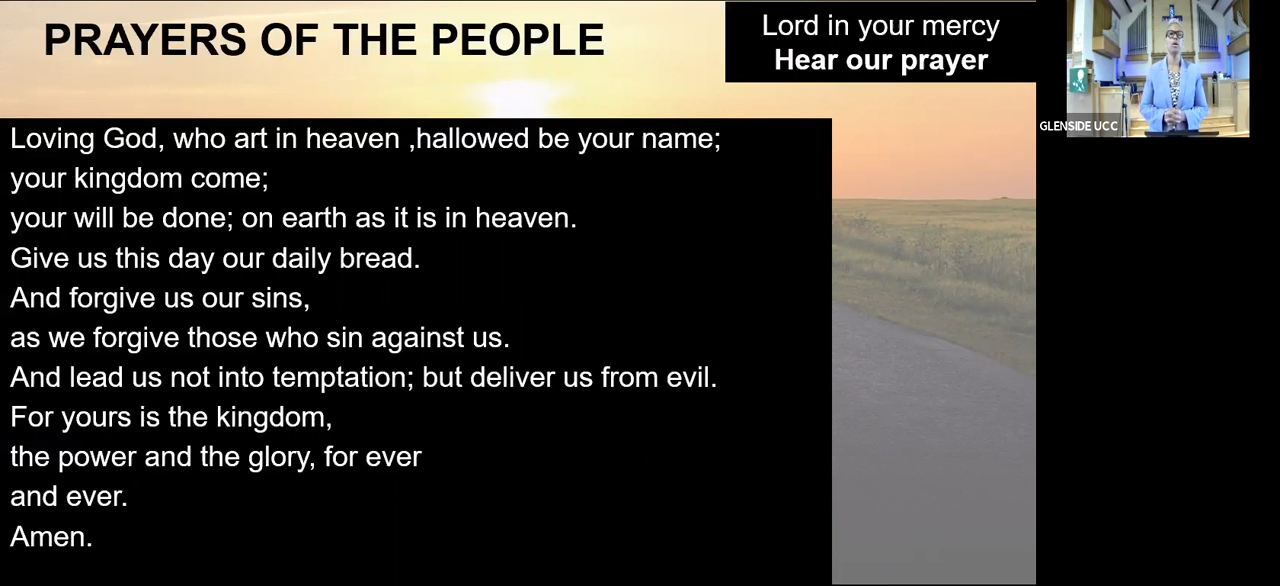 PRAYERS OF THE PEOPLE
Lord in your mercy
Hear our prayer
Loving God, who art in heaven ,hallowed be your name;
your kingdom come;
your will be done; on earth as it is in heaven.
Give us this day our daily bread.
And forgive us our sins,
as we forgive those who sin against us.
And lead us not into temptation; but deliver us from evil.
For yours is the kingdom,
the power and the glory, for ever
and ever.
Amen.
GLENSIDE UCC